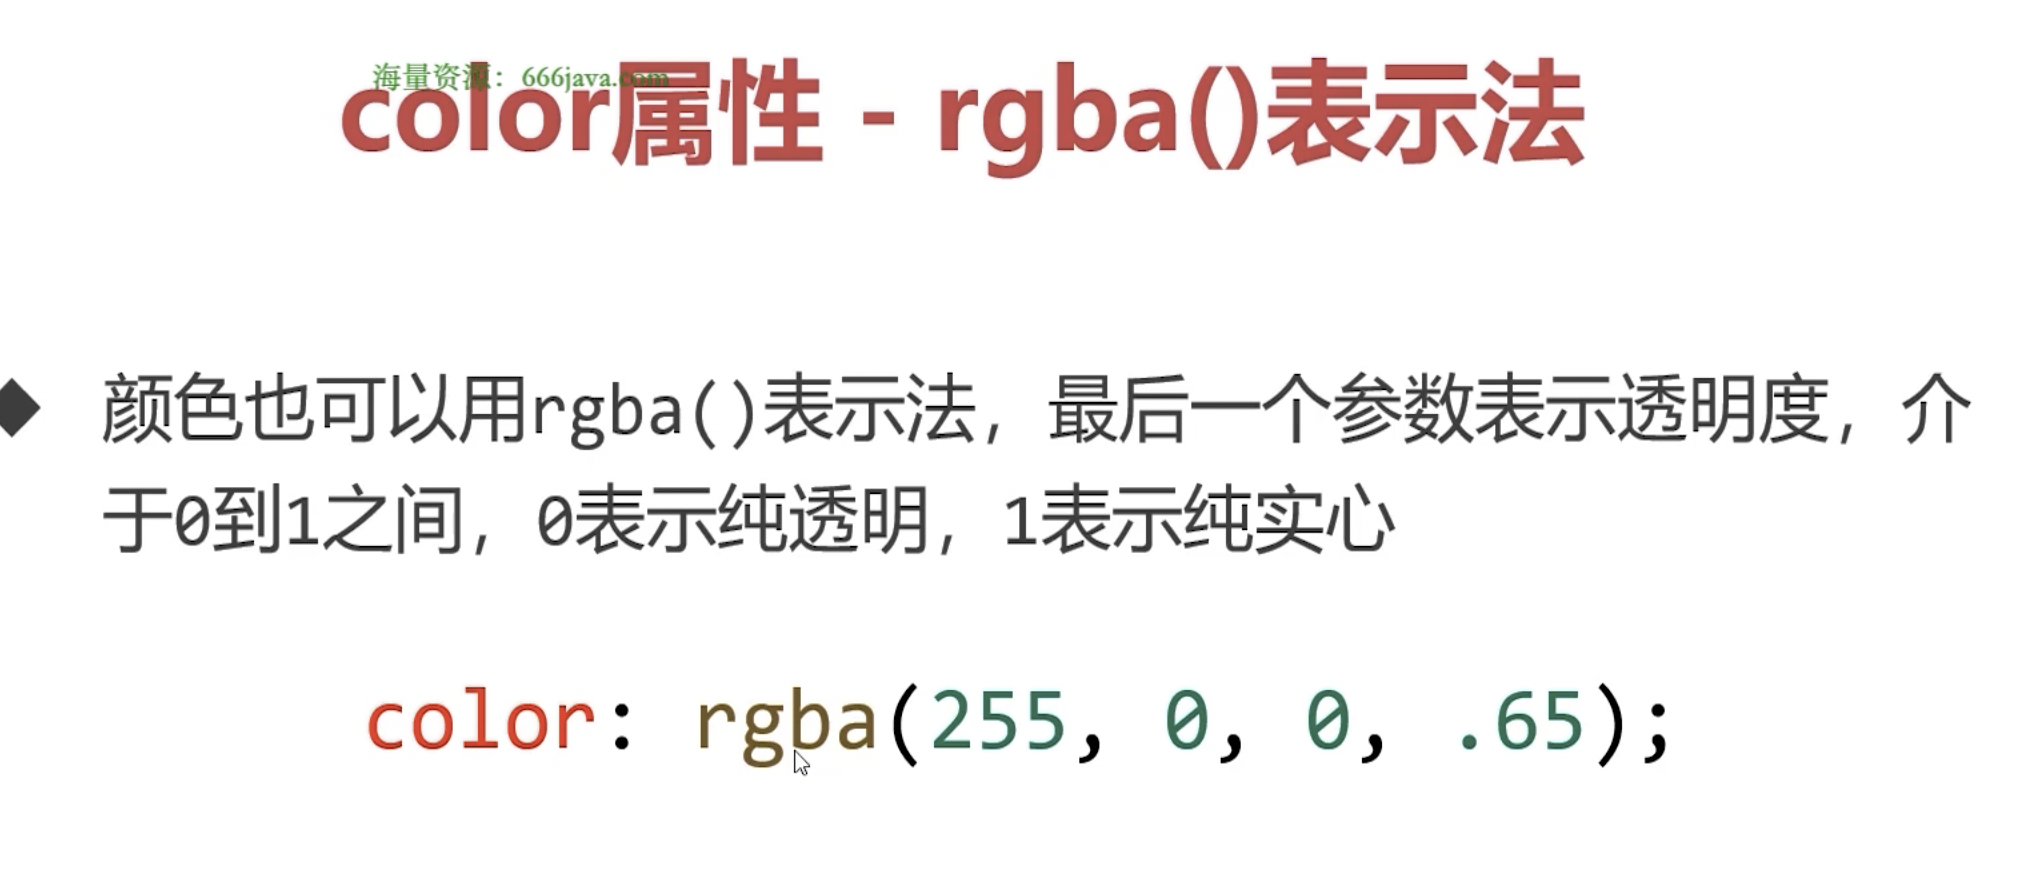 海量资源：666java.com
color属性 - rgba()表示法
颜色也可以用rgba()表示法，最后一个参数表示透明度，介
于0到1之间，0表示纯透明，1表示纯实心
color: rgba(255, 0, 0, .65);